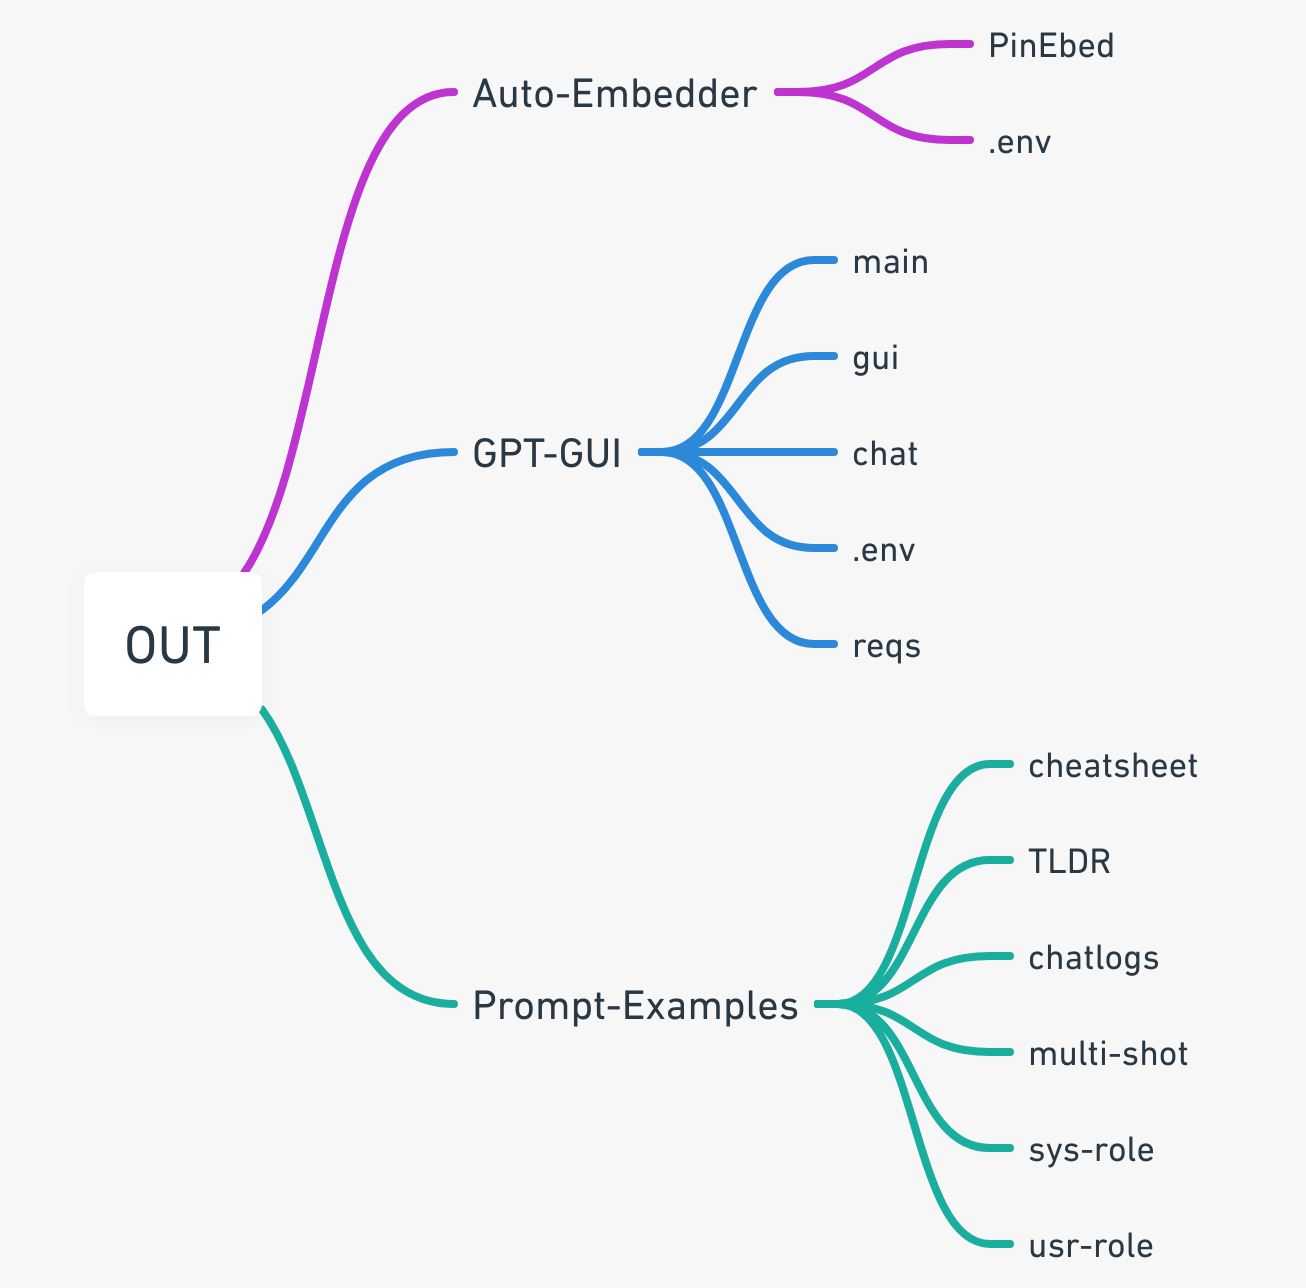 OUT
Auto-Embedder
PinEbed
.env
GPT-GUI
main
gui
chat
.env
reqs
Prompt-Examples
cheatsheet
TLDR
chatlogs
multi-shot
sys-role
usr-role